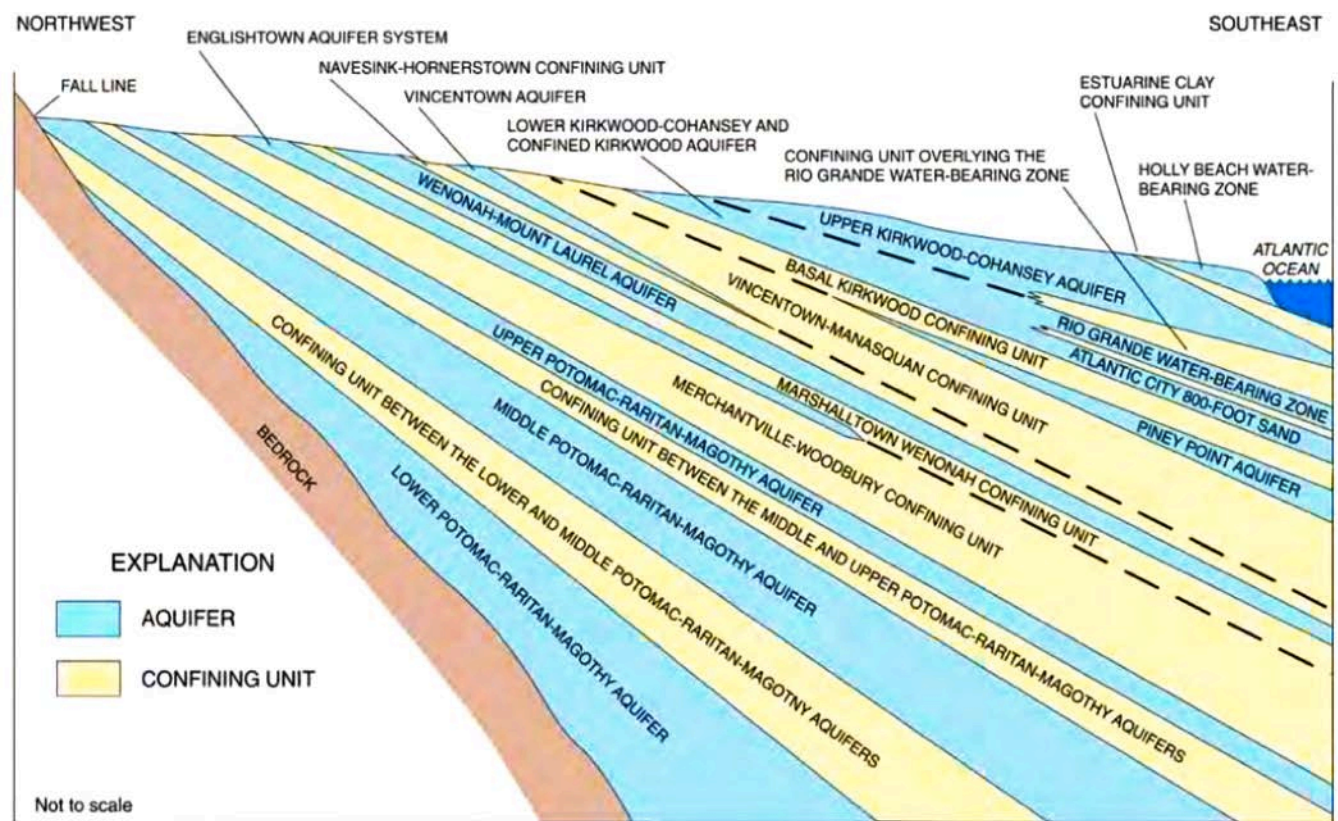 NORTHWEST
SOUTHEAST
ENGLISHTOWN AQUIFER SYSTEM
NAVESINK-HORNERSTOWN CONFINING UNIT
FALL LINE
VINCENTOWN AQUIFER
ESTUARINE CLAY
CONFINING UNIT
LOWER KIRKWOOD-COHANSEY AND
CONFINED KIRKWOOD AQUIFER
CONFINING UNIT OVERLYING THE
RIO GRANDE WATER-BEARING ZONE
HOLLY BEACH WATER-
BEARING ZONE
ATLANTIC
OCEAN
WENONAH-MOUNT LAUREL AQUIFER
UPPER KIRKWOOD-COHANSEY AQUIFER
BASAL KIRKWOOD CONFINING UNIT
VINCENTOWN-MANASQUAN CONFINING UNIT
RIO GRANDE WATER-BEARING ZONE
ATLANTIC CITY 800-FOOT SAND
PINEY POINT AQUIFER
MARSHALLTOWN WENONAH CONFINING UNIT
MERCHANTVILLE-WOODBURY CONFINING UNIT
UPPER POTOMAC-RARITAN-MAGOTHY AQUIFER
CONFINING UNIT BETWEEN THE MIDDLE AND UPPER POTOMAC-RARITAN-MAGOTHY AQUIFERS
MIDDLE POTOMAC-RARITAN-MAGOTHY AQUIFER
CONFINING UNIT BETWEEN THE LOWER AND MIDDLE POTOMAC-RARITAN-MAGOTNY AQUIFERS
LOWER POTOMAC-RARITAN-MAGOTHY AQUIFER
BEDROCK
EXPLANATION
AQUIFER
CONFINING UNIT
Not to scale